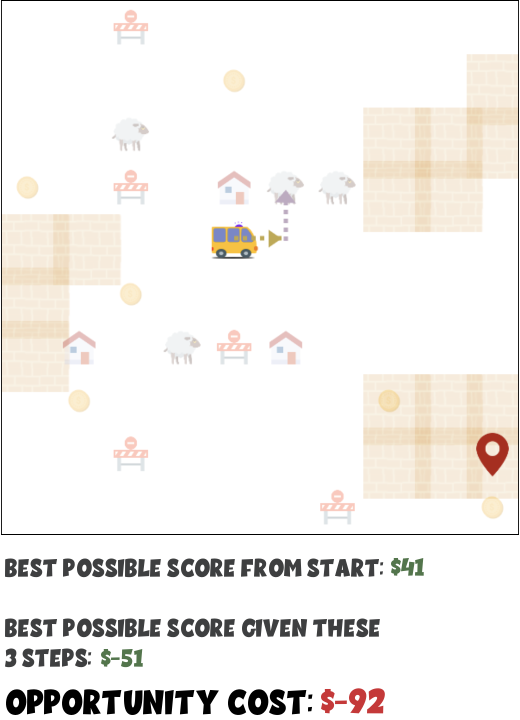 BEST POSSIBLE SCORE FROM START: $41
BEST POSSIBLE SCORE GIVEN THESE
3 STEPS: $-51
OPPORTUNITY COST: $-92